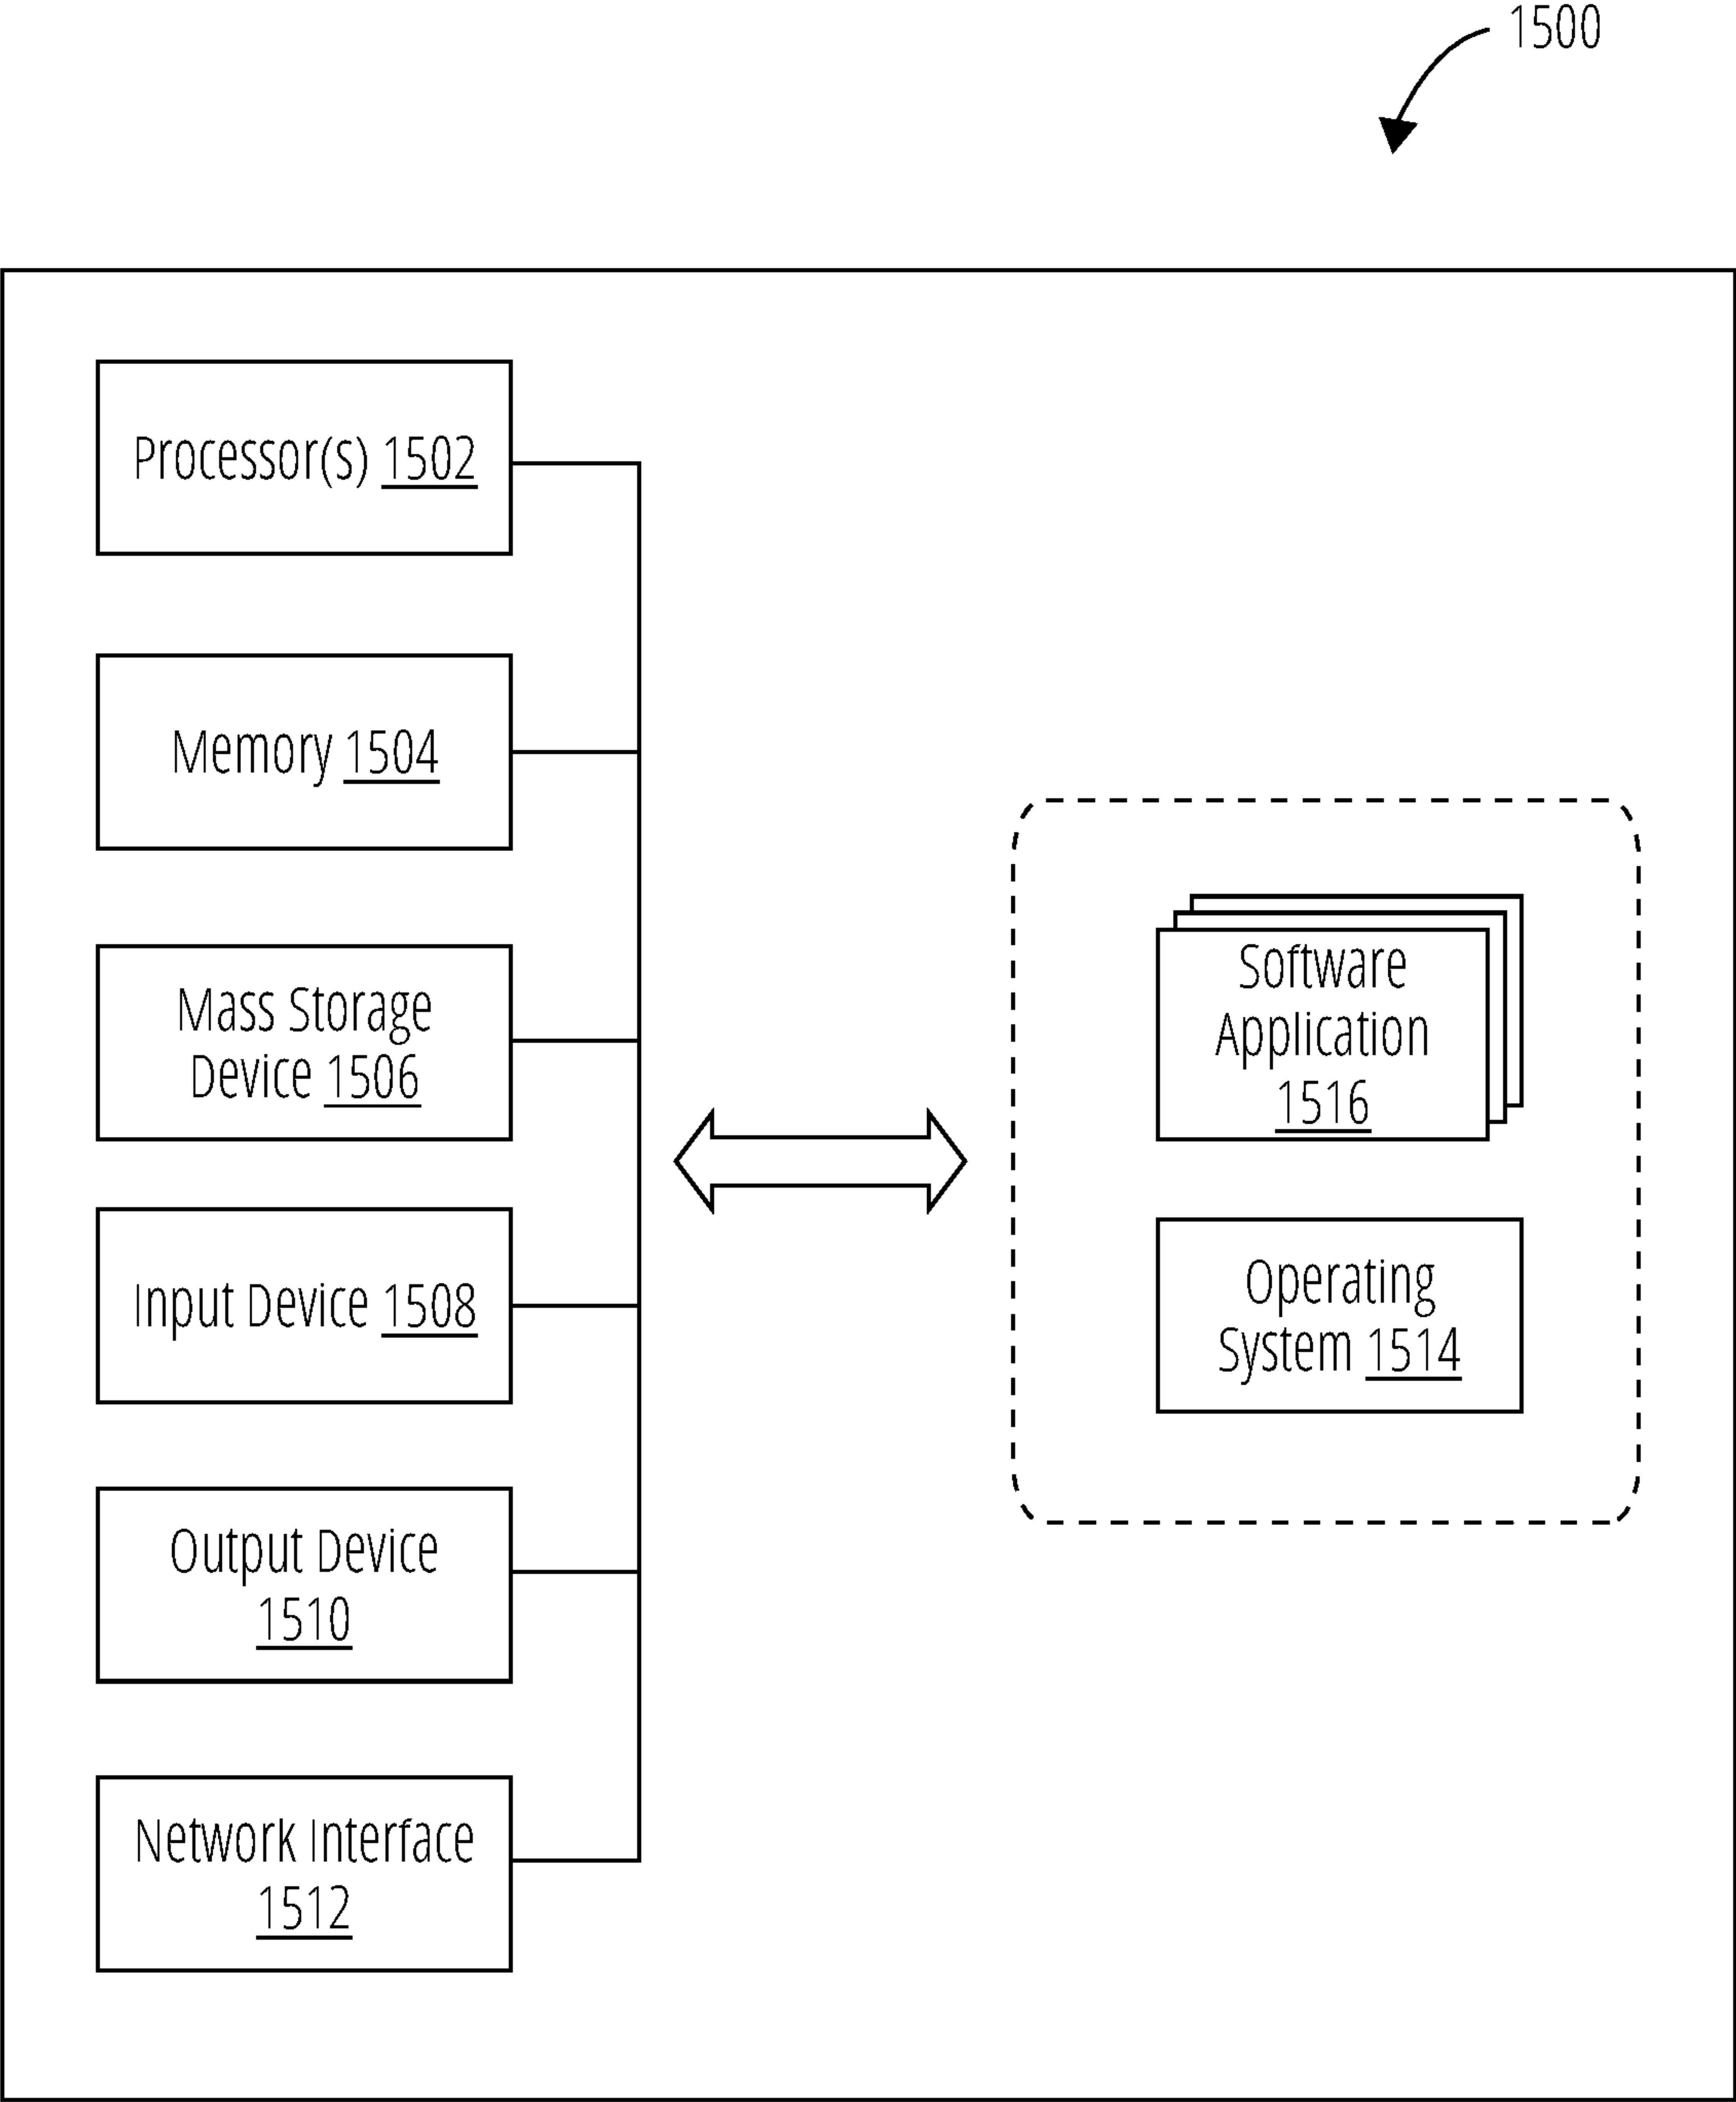 1500
Processor(s) 1502
Memory 1504
Mass Storage
Device 1506
Input Device 1508
Output Device
1510
Network Interface
1512
Software
Application
1516
Operating
System 1514